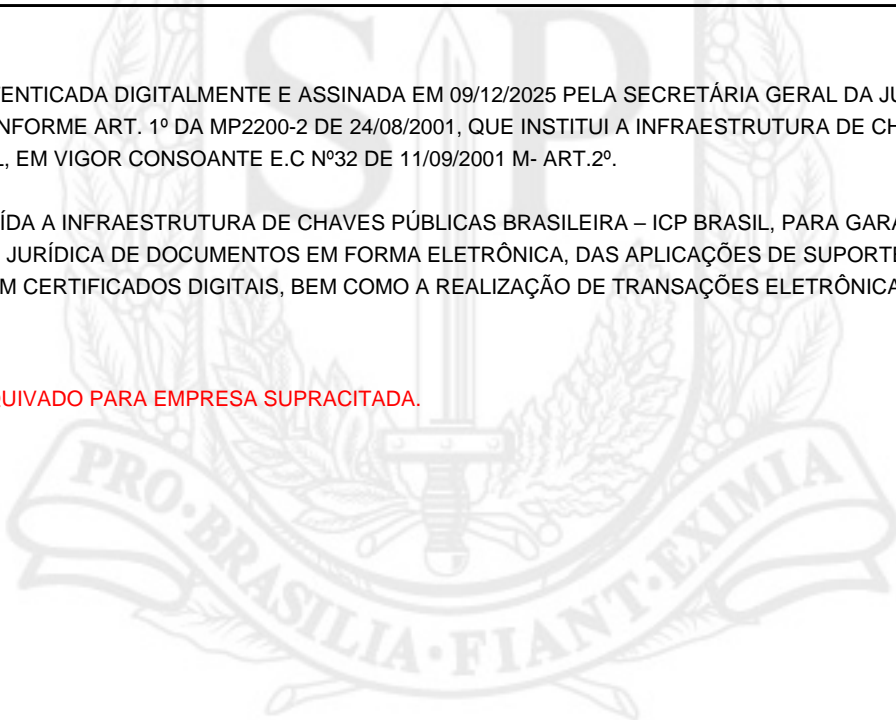 ENTICADA DIGITALMENTE E ASSINADA EM 09/12/2025 PELA SECRETÁRIA GERAL DA JU
NFORME ART. 1º DA MP2200-2 DE 24/08/2001, QUE INSTITUI A INFRAESTRUTURA DE CH
L, EM VIGOR CONSOANTE E.C Nº32 DE 11/09/2001 M- ART.2º.
ÍDA A INFRAESTRUTURA DE CHAVES PÚBLICAS BRASILEIRA – ICP BRASIL, PARA GARA
JURÍDICA DE DOCUMENTOS EM FORMA ELETRÔNICA, DAS APLICAÇÕES DE SUPORTE
M CERTIFICADOS DIGITAIS, BEM COMO A REALIZAÇÃO DE TRANSAÇÕES ELETRÔNICA
QUIVADO PARA EMPRESA SUPRACITADA.
SP
PRO·BRASILIA·FIANT·EXIMIA